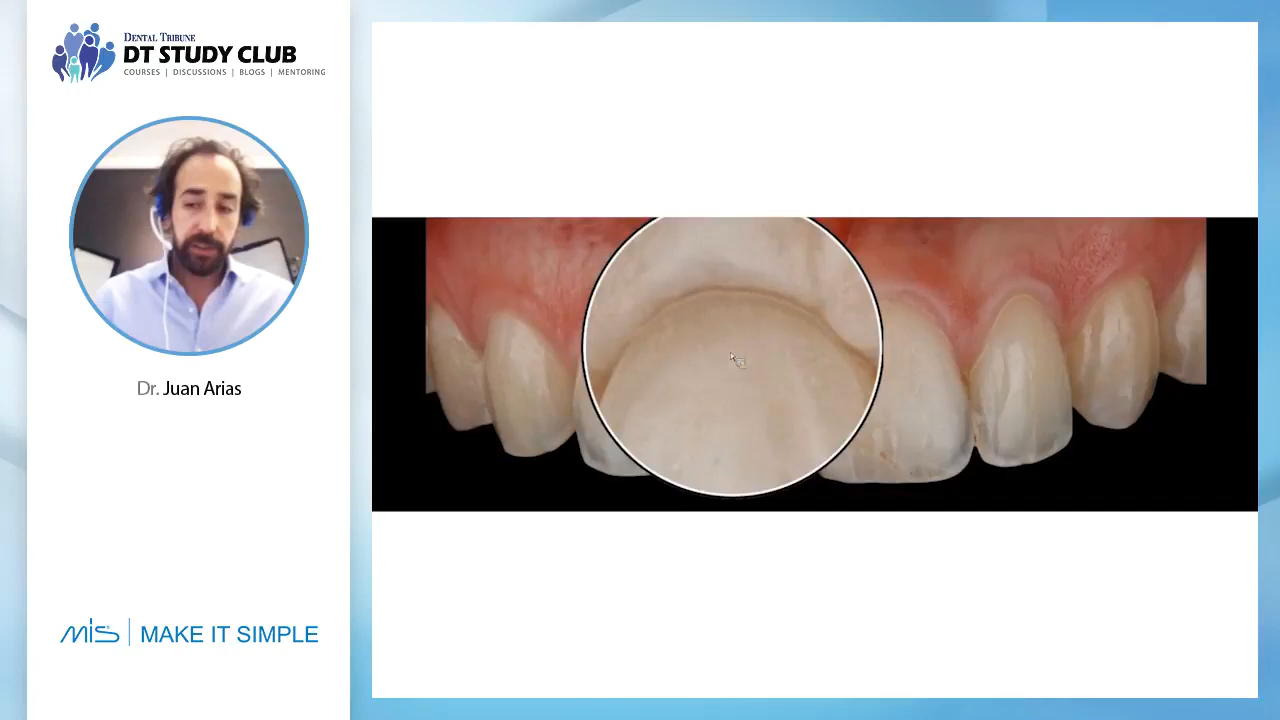 DENTAL TRIBUNE
DT STUDY CLUB
COURSES | DISCUSSIONS | BLOGS | MENTORING
Dr. Juan Arias
MIS | MAKE IT SIMPLE